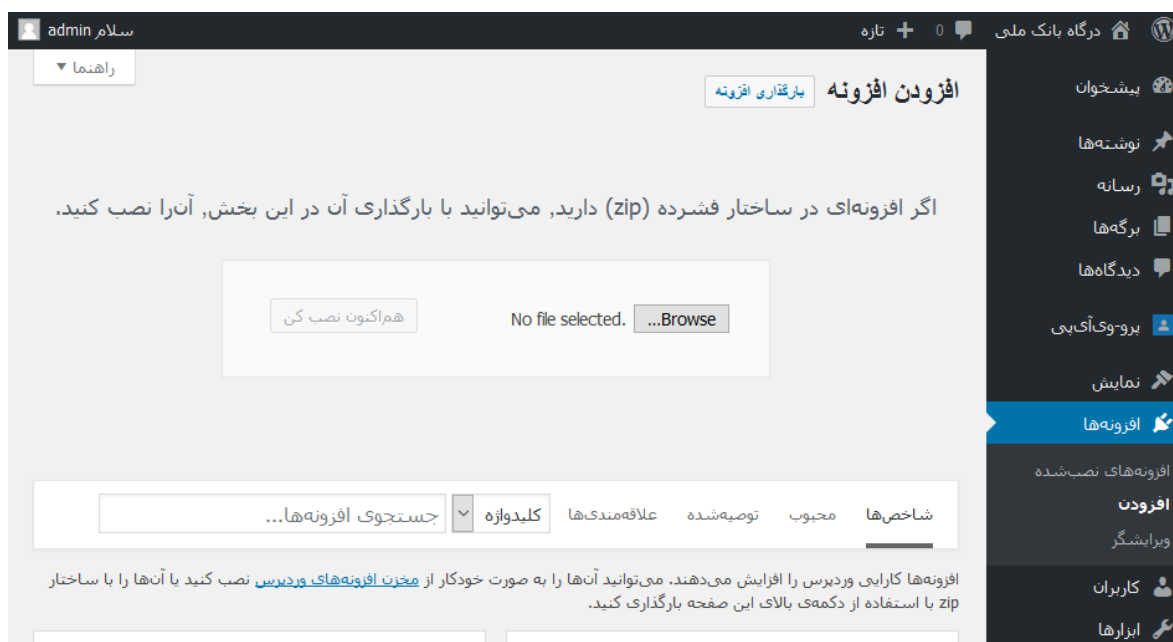 درگاه بانک ملی 0 تازه سلام admin
راهنما
پیشخوان
نوشته‌ها
رسانه
برگه‌ها
دیدگاه‌ها
پرو-وی‌آی‌پی
نمایش
افزونه‌ها
افزونه‌های نصب‌شده
افزودن
ویرایشگر
کاربران
ابزارها
افزودن افزونه بارگذاری افزونه
اگر افزونه‌ای در ساختار فشرده (zip) دارید, می‌توانید با بارگذاری آن در این بخش, آن‌را نصب کنید.
Browse... No file selected. هم‌اکنون نصب کن
شاخص‌ها محبوب توصیه‌شده علاقه‌مندی‌ها کلیدواژه جستجوی افزونه‌ها...
افزونه‌ها کارایی وردپرس را افزایش می‌دهند. می‌توانید آن‌ها را به صورت خودکار از مخزن افزونه‌های وردپرس نصب کنید یا آن‌ها را با ساختار
zip با استفاده از دکمه‌ی بالای این صفحه بارگذاری کنید.